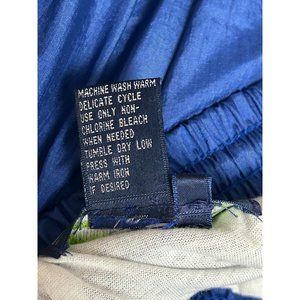 MACHINE WASH WARM
DELICATE CYCLE
USE ONLY NON-
CHLORINE BLEACH
WHEN NEEDED
TUMBLE DRY LOW
PRESS WITH
WARM IRON
IF DESIRED